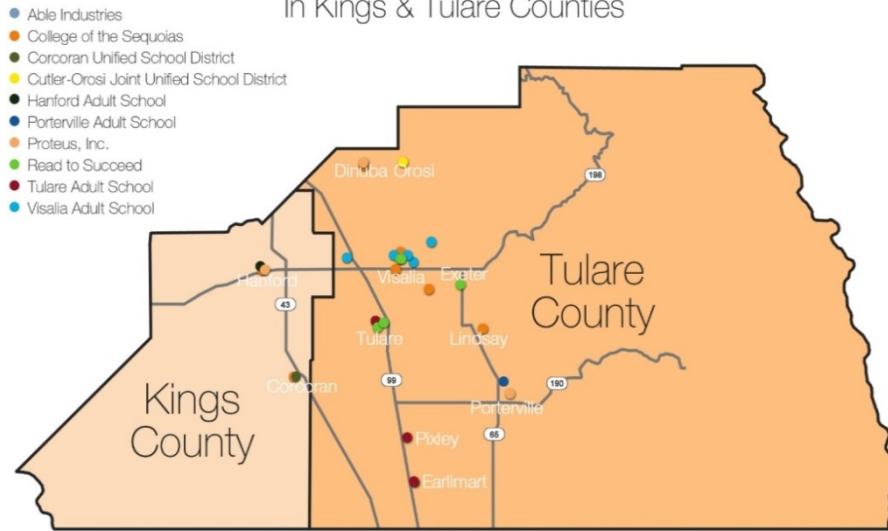 in Kings & Tulare Counties
Able Industries
College of the Sequoias
Corcoran Unified School District
Cutler-Orosi Joint Unified School District
Hanford Adult School
Porterville Adult School
Proteus, Inc.
Read to Succeed
Tulare Adult School
Visalia Adult School
Dinuba Orosi
198
Hanford
Visalia
Exeter
Tulare
County
43
Tulare
Lindsay
99
Corcoran
190
Kings
County
Porterville
65
Pixley
Earlimart